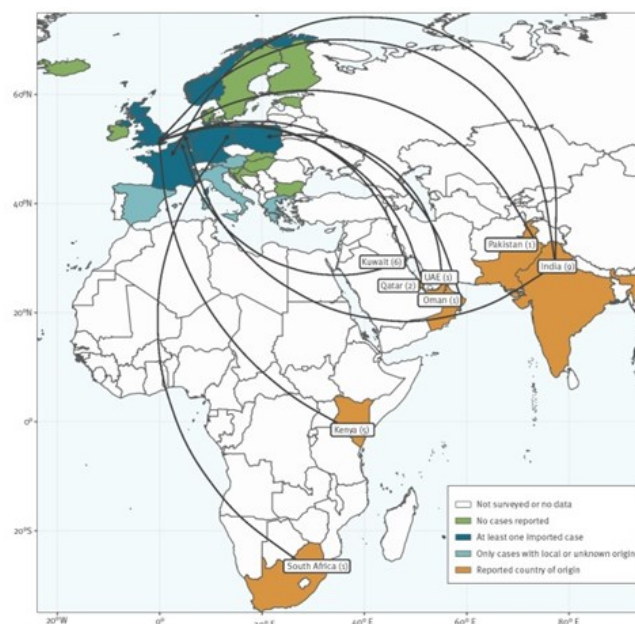 60°N
40°N
20°N
0°
20°S
20°W
0°
20°E
40°E
60°E
80°E
Pakistan (1)
Kuwait (6)
India (9)
UAE (1)
Qatar (2)
Oman (1)
Kenya (5)
South Africa (1)
Not surveyed or no data
No cases reported
At least one imported case
Only cases with local or unknown origin
Reported country of origin